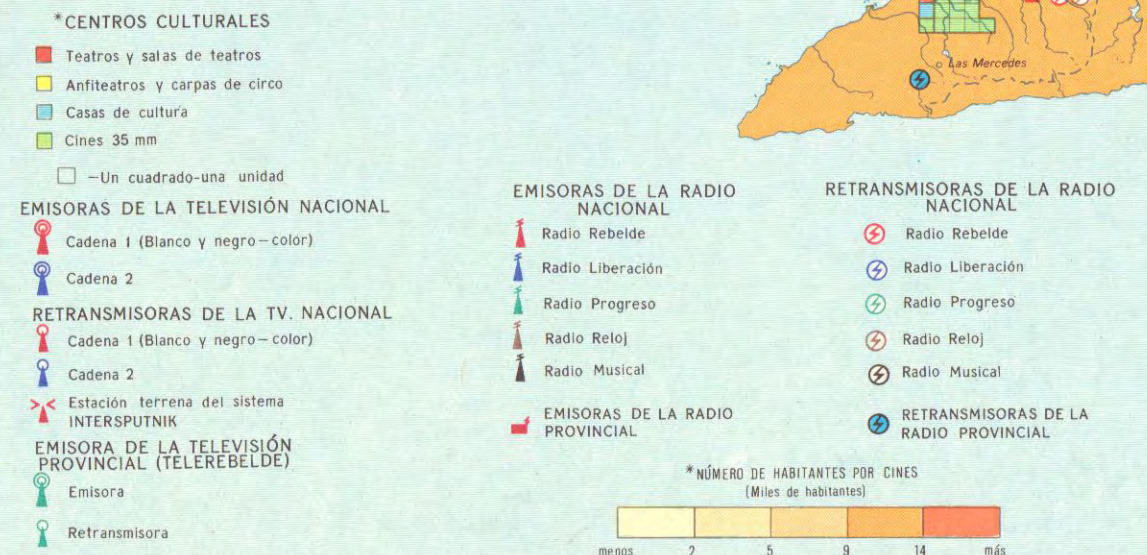 *CENTROS CULTURALES
Teatros y salas de teatros
Anfiteatros y carpas de circo
Casas de cultura
Cines 35 mm
—Un cuadrado-una unidad
EMISORAS DE LA TELEVISIÓN NACIONAL
Cadena 1 (Blanco y negro—color)
Cadena 2
RETRANSMISORAS DE LA TV. NACIONAL
Cadena 1 (Blanco y negro—color)
Cadena 2
Estación terrena del sistema
INTERSPUTNIK
EMISORA DE LA TELEVISIÓN
PROVINCIAL (TELEREBELDE)
Emisora
Retransmisora
Las Mercedes
EMISORAS DE LA RADIO
NACIONAL
Radio Rebelde
Radio Liberación
Radio Progreso
Radio Reloj
Radio Musical
EMISORAS DE LA RADIO
PROVINCIAL
RETRANSMISORAS DE LA RADIO
NACIONAL
Radio Rebelde
Radio Liberación
Radio Progreso
Radio Reloj
Radio Musical
RETRANSMISORAS DE LA
RADIO PROVINCIAL
*NÚMERO DE HABITANTES POR CINES
(Miles de habitantes)
menos 2 5 9 14 más